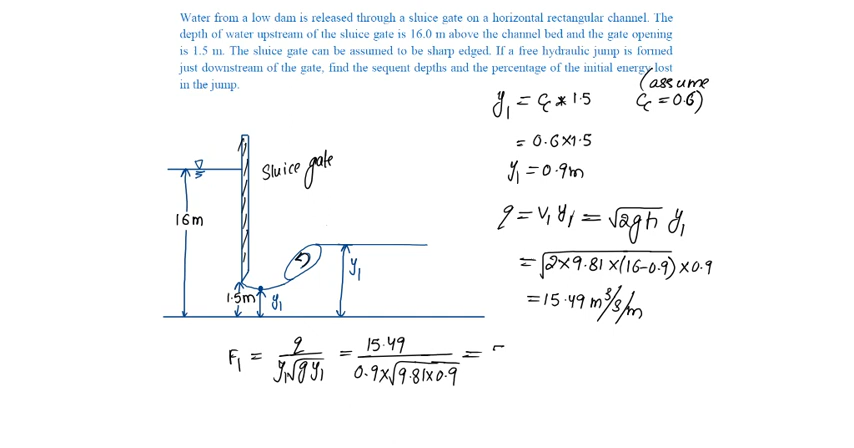 Water from a low dam is released through a sluice gate on a horizontal rectangular channel. The
depth of water upstream of the sluice gate is 16.0 m above the channel bed and the gate opening
is 1.5 m. The sluice gate can be assumed to be sharp edged. If a free hydraulic jump is formed
just downstream of the gate, find the sequent depths and the percentage of the initial energy lost
in the jump.
(assume
y₁ = Cc * 1.5 Cc = 0.6)
= 0.6×1.5
y₁ = 0.9m
q = V₁ y₁ = √2gh y₁
= √2×9.81×(16-0.9) × 0.9
= 15.49 m³/s/m
Sluice gate
16m
y₁
1.5m y₁
F₁ = q / y₁√gy₁ = 15.49 / 0.9×√9.81×0.9 =